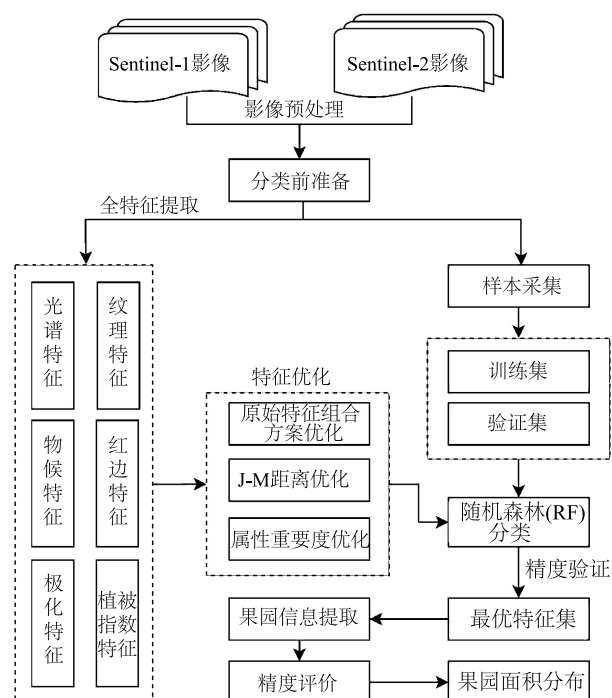 Sentinel-1影像
Sentinel-2影像
影像预处理
分类前准备
全特征提取
光谱特征
纹理特征
物候特征
红边特征
极化特征
植被
指数
特征
特征优化
原始特征组合
方案优化
J-M距离优化
属性重要度优化
样本采集
训练集
验证集
随机森林(RF)
分类
精度验证
最优特征集
果园信息提取
精度评价
果园面积分布